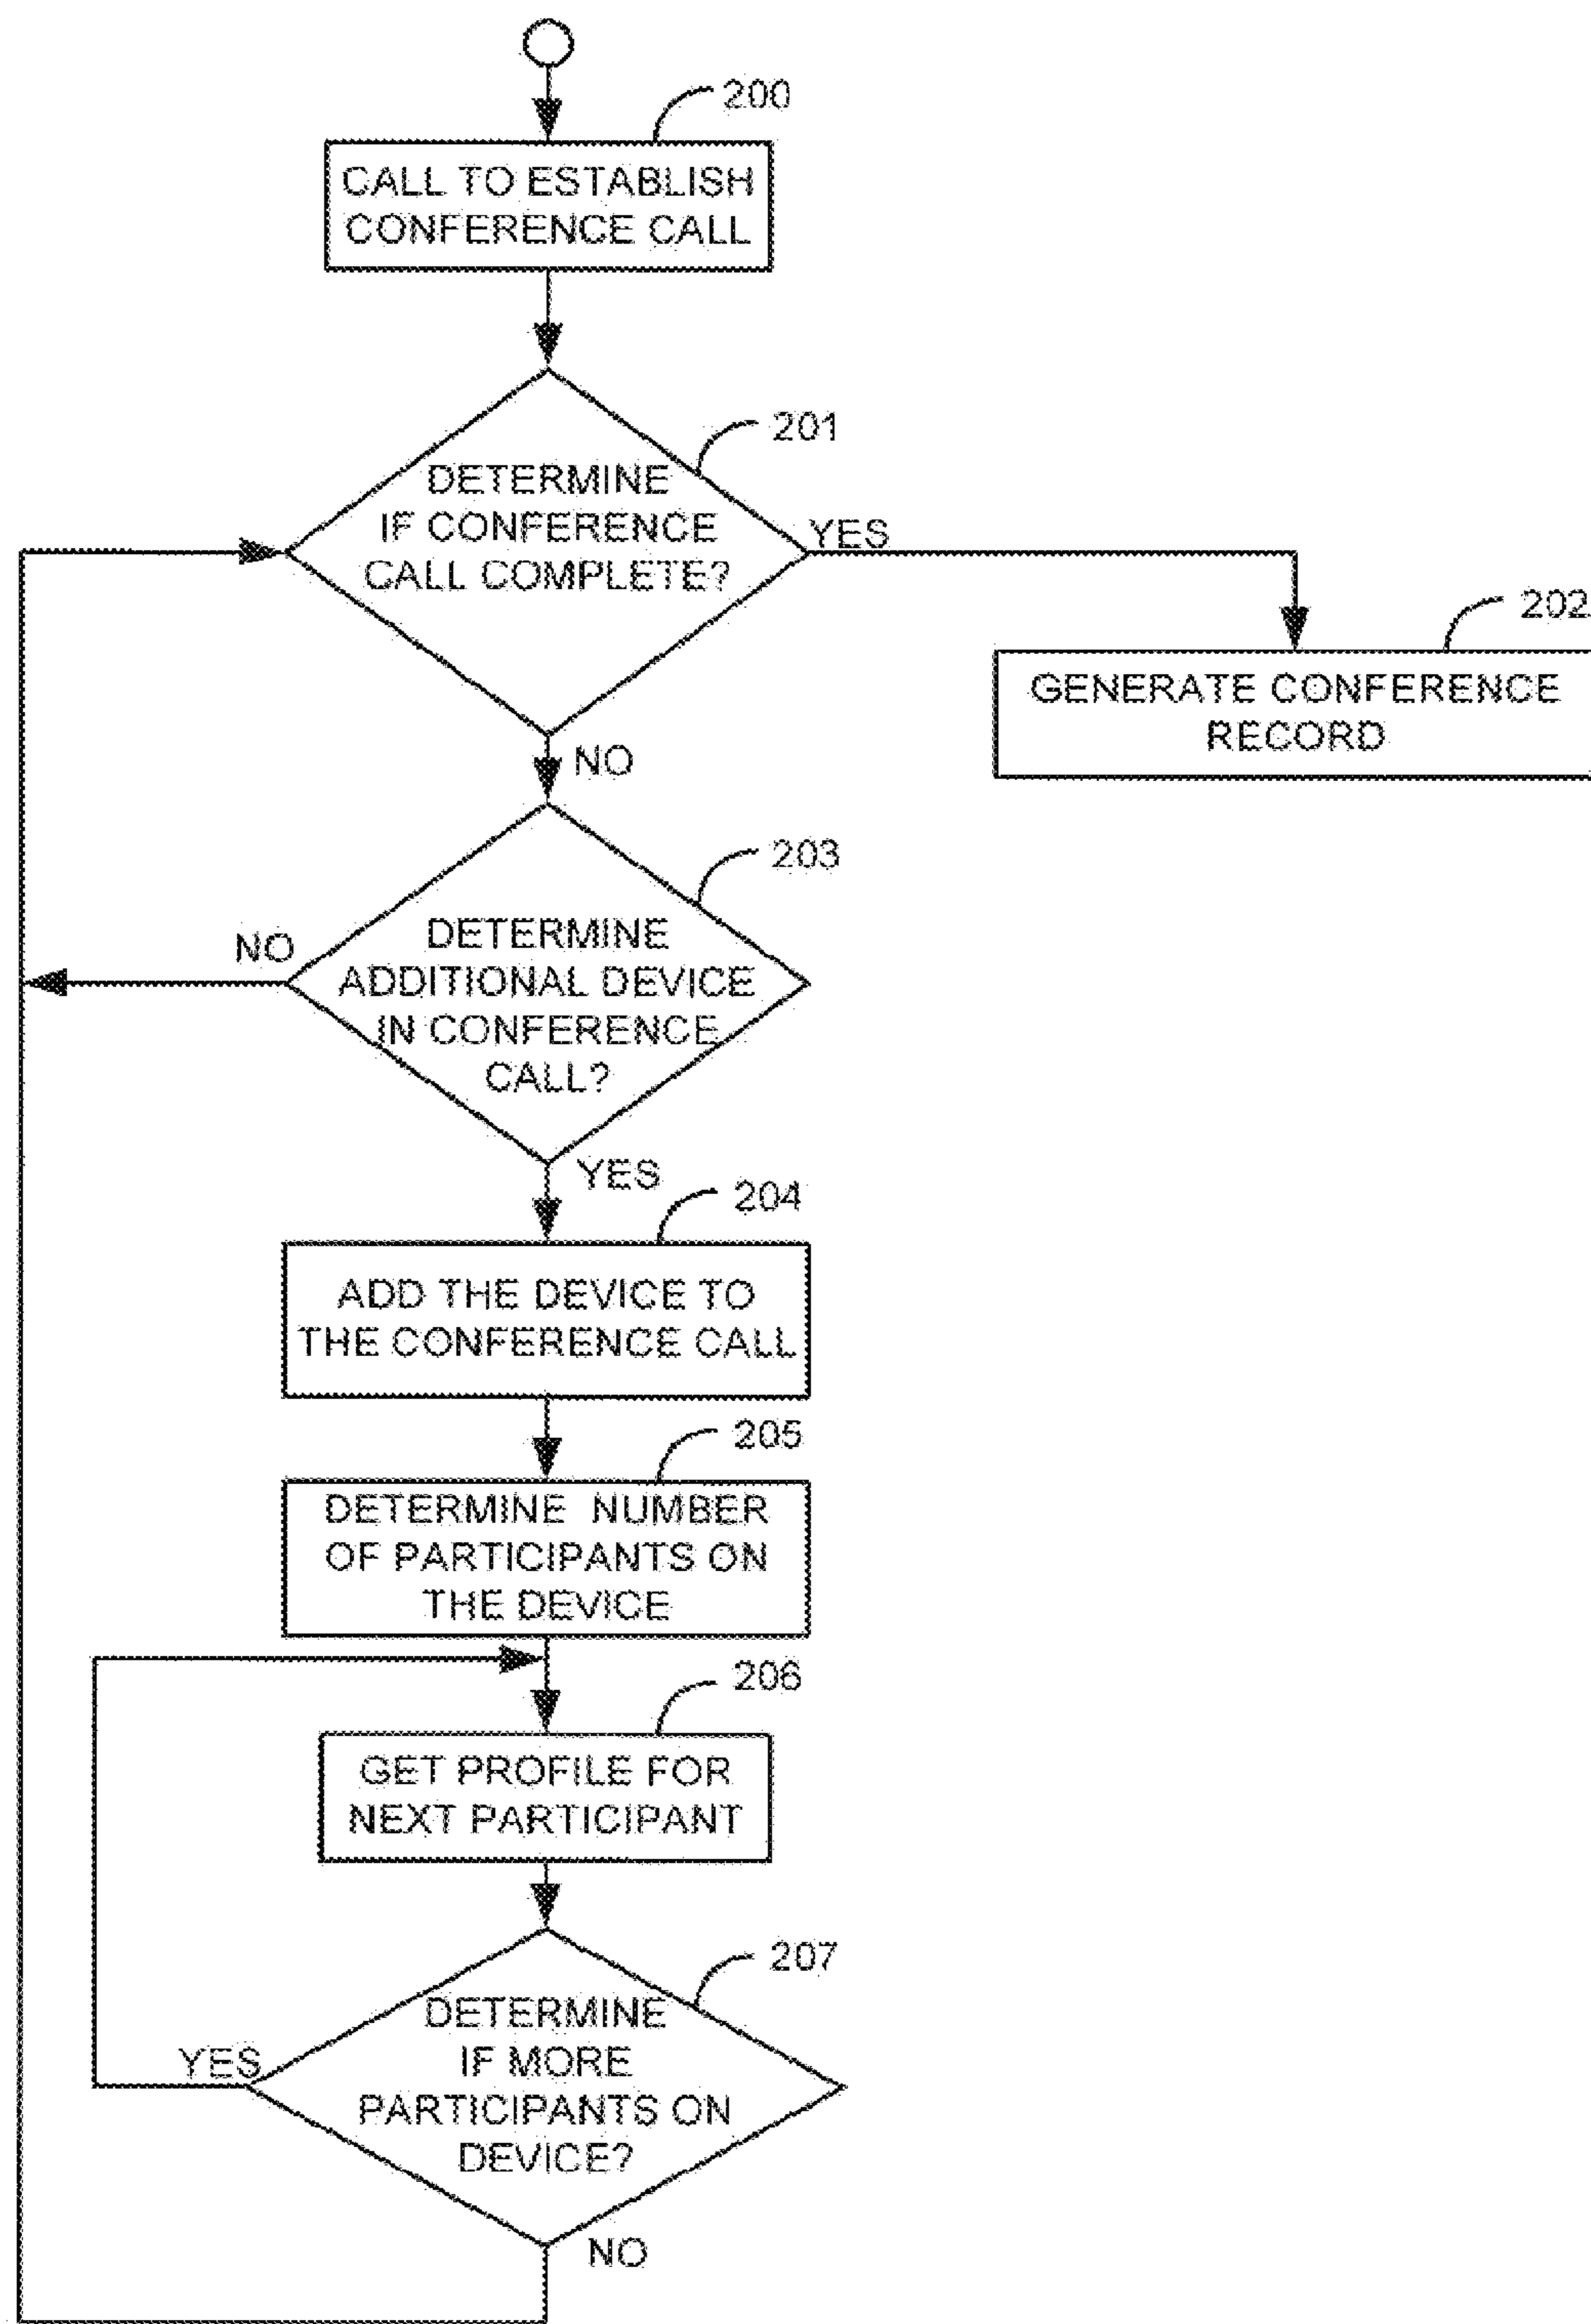 200
CALL TO ESTABLISH
CONFERENCE CALL
201
DETERMINE
IF CONFERENCE
CALL COMPLETE?
YES
202
GENERATE CONFERENCE
RECORD
NO
203
NO
DETERMINE
ADDITIONAL DEVICE
IN CONFERENCE
CALL?
YES
204
ADD THE DEVICE TO
THE CONFERENCE CALL
205
DETERMINE NUMBER
OF PARTICIPANTS ON
THE DEVICE
206
GET PROFILE FOR
NEXT PARTICIPANT
207
DETERMINE
IF MORE
YES
PARTICIPANTS ON
DEVICE?
NO